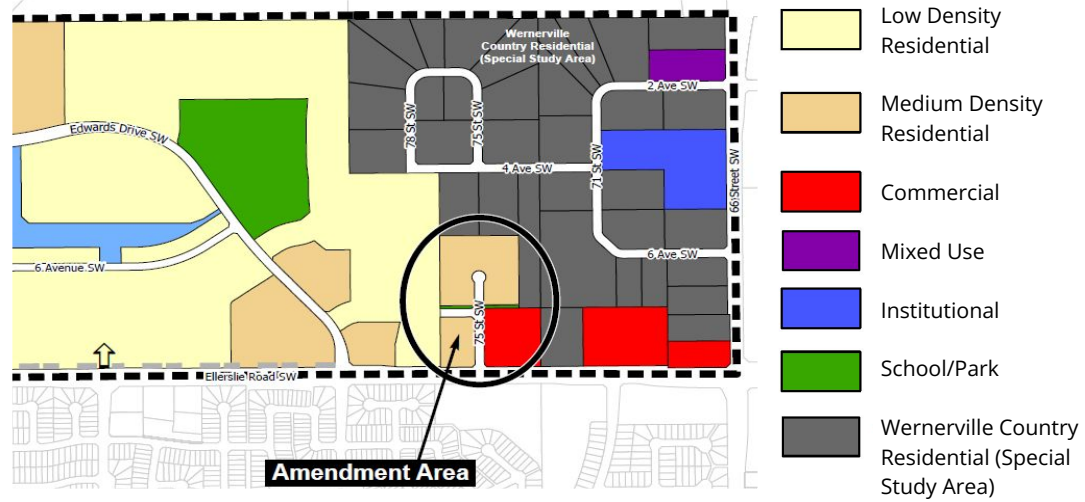 Wernerville
Country Residential
(Special Study Area)
2 Ave SW
78 St SW
75 St SW
Edwards Drive SW
4 Ave SW
71 St SW
66 Street SW
6 Ave SW
6 Avenue SW
75 St SW
Ellerslie Road SW
Amendment Area
Low Density
Residential
Medium Density
Residential
Commercial
Mixed Use
Institutional
School/Park
Wernerville Country
Residential (Special
Study Area)